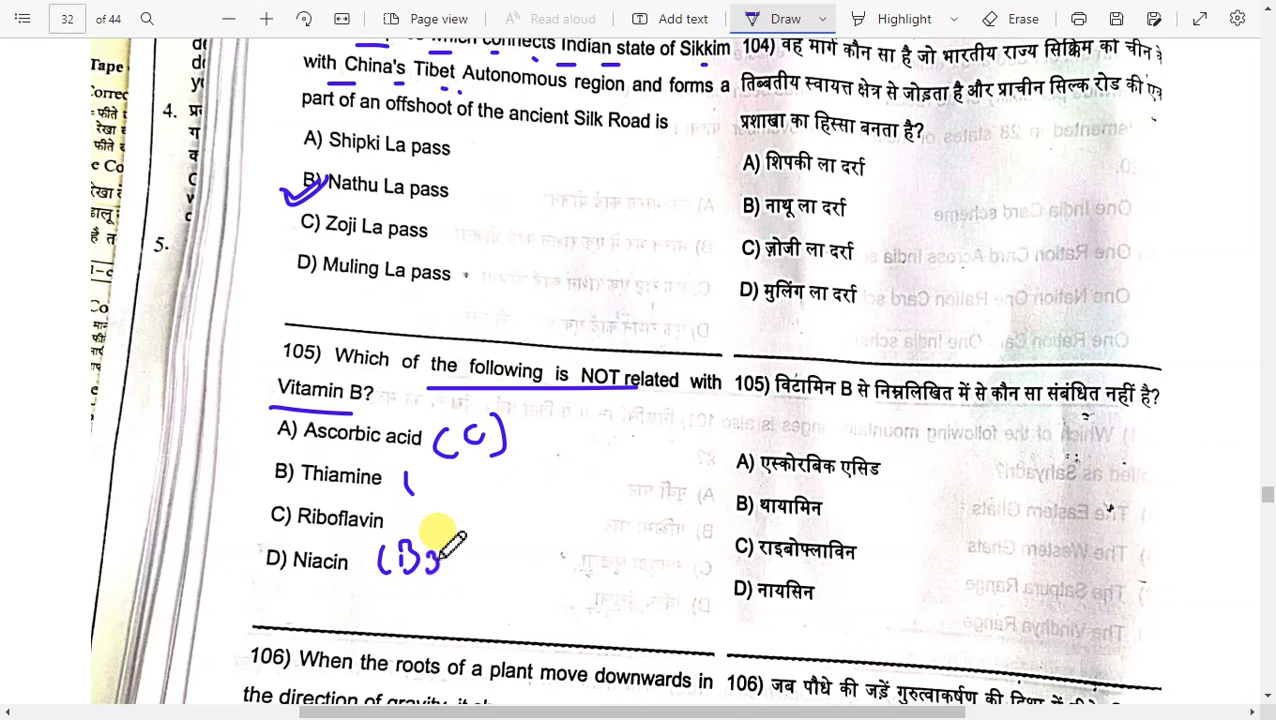 32 of 44
Page view
Read aloud
Add text
Draw
Highlight
Erase
which connects Indian state of Sikkim
with China's Tibet Autonomous region and forms a
part of an offshoot of the ancient Silk Road is
A) Shipki La pass
B) Nathu La pass
C) Zoji La pass
D) Muling La pass
104) वह मार्ग कौन सा है जो भारतीय राज्य सिक्किम को चीन के
तिब्बतीय स्वायत्त क्षेत्र से जोड़ता है और प्राचीन सिल्क रोड की एक
प्रशाखा का हिस्सा बनता है?
A) शिपकी ला दर्रा
B) नाथू ला दर्रा
C) ज़ोजी ला दर्रा
D) मुलिंग ला दर्रा
105) Which of the following is NOT related with
Vitamin B?
A) Ascorbic acid (C)
B) Thiamine (
C) Riboflavin
D) Niacin (B3
105) विटामिन B से निम्नलिखित में से कौन सा संबंधित नहीं है?
A) एस्कोरबिक एसिड
B) थायामिन
C) राइबोफ्लाविन
D) नायसिन
106) When the roots of a plant move downwards in
the direction of gravity, it
106) जब पौधे की जड़ें गुरुत्वाकर्षण की दिशा में
Tape
4.
5.